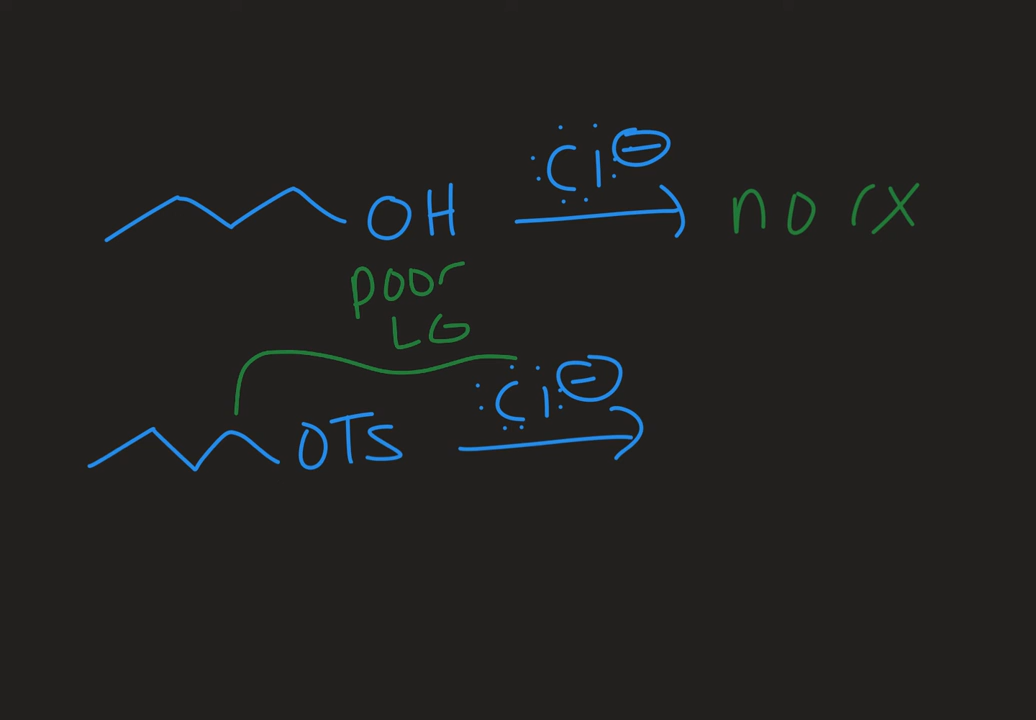 OH :Cl:⊖ no rx
poor
LG
OTS :Cl:⊖